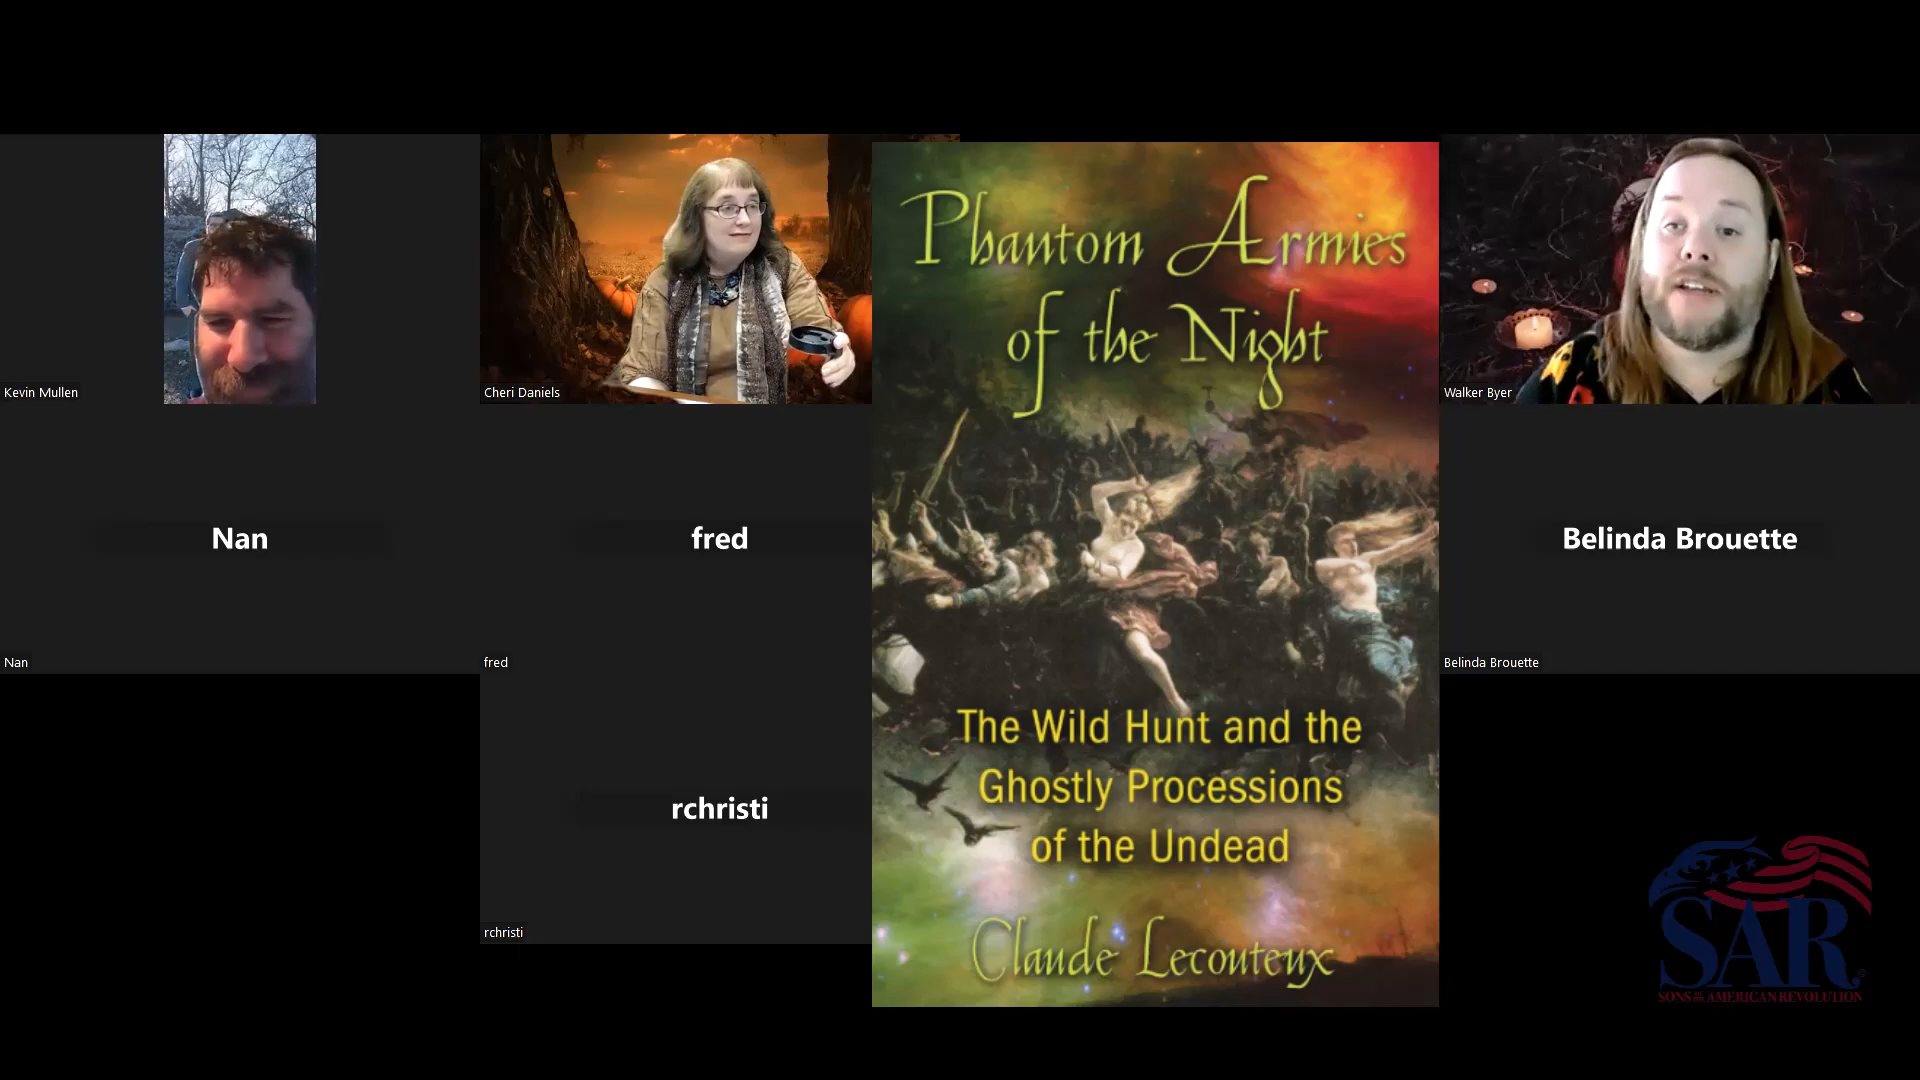 Kevin Mullen
Cheri Daniels
Phantom Armies
of the Night
Walker Byer
Nan
fred
Belinda Brouette
Nan
fred
Belinda Brouette
The Wild Hunt and the
Ghostly Processions
of the Undead
rchristi
rchristi
Claude Lecouteux
SAR
SONS OF THE AMERICAN REVOLUTION